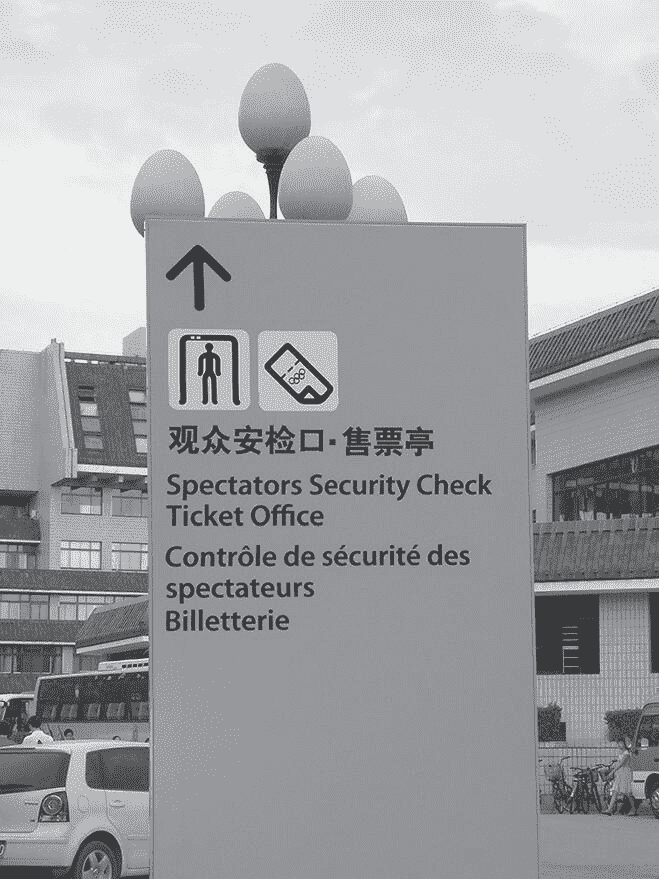 观众安检口·售票亭
Spectators Security Check
Ticket Office
Contrôle de sécurité des
spectateurs
Billetterie